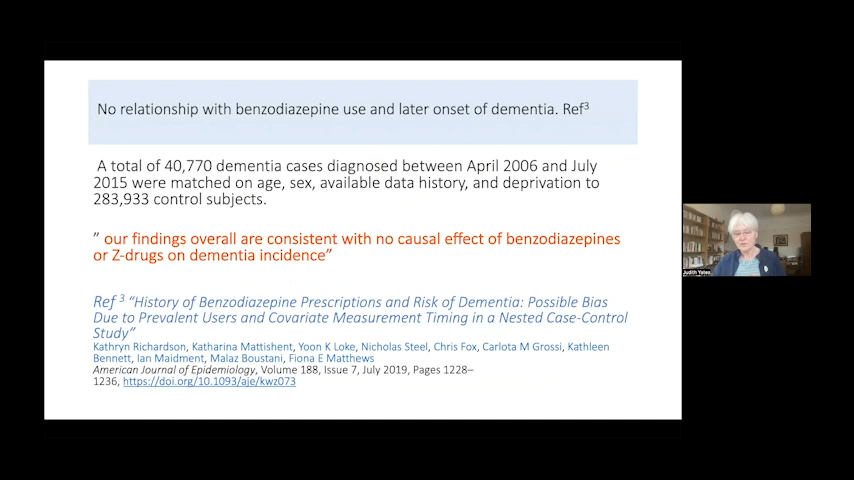 No relationship with benzodiazepine use and later onset of dementia. Ref3
A total of 40,770 dementia cases diagnosed between April 2006 and July
2015 were matched on age, sex, available data history, and deprivation to
283,933 control subjects.
” our findings overall are consistent with no causal effect of benzodiazepines
or Z-drugs on dementia incidence”
Ref 3 “History of Benzodiazepine Prescriptions and Risk of Dementia: Possible Bias
Due to Prevalent Users and Covariate Measurement Timing in a Nested Case-Control
Study”
Kathryn Richardson, Katharina Mattishent, Yoon K Loke, Nicholas Steel, Chris Fox, Carlota M Grossi, Kathleen
Bennett, Ian Maidment, Malaz Boustani, Fiona E Matthews
American Journal of Epidemiology, Volume 188, Issue 7, July 2019, Pages 1228–
1236, https://doi.org/10.1093/aje/kwz073
Judith Yates